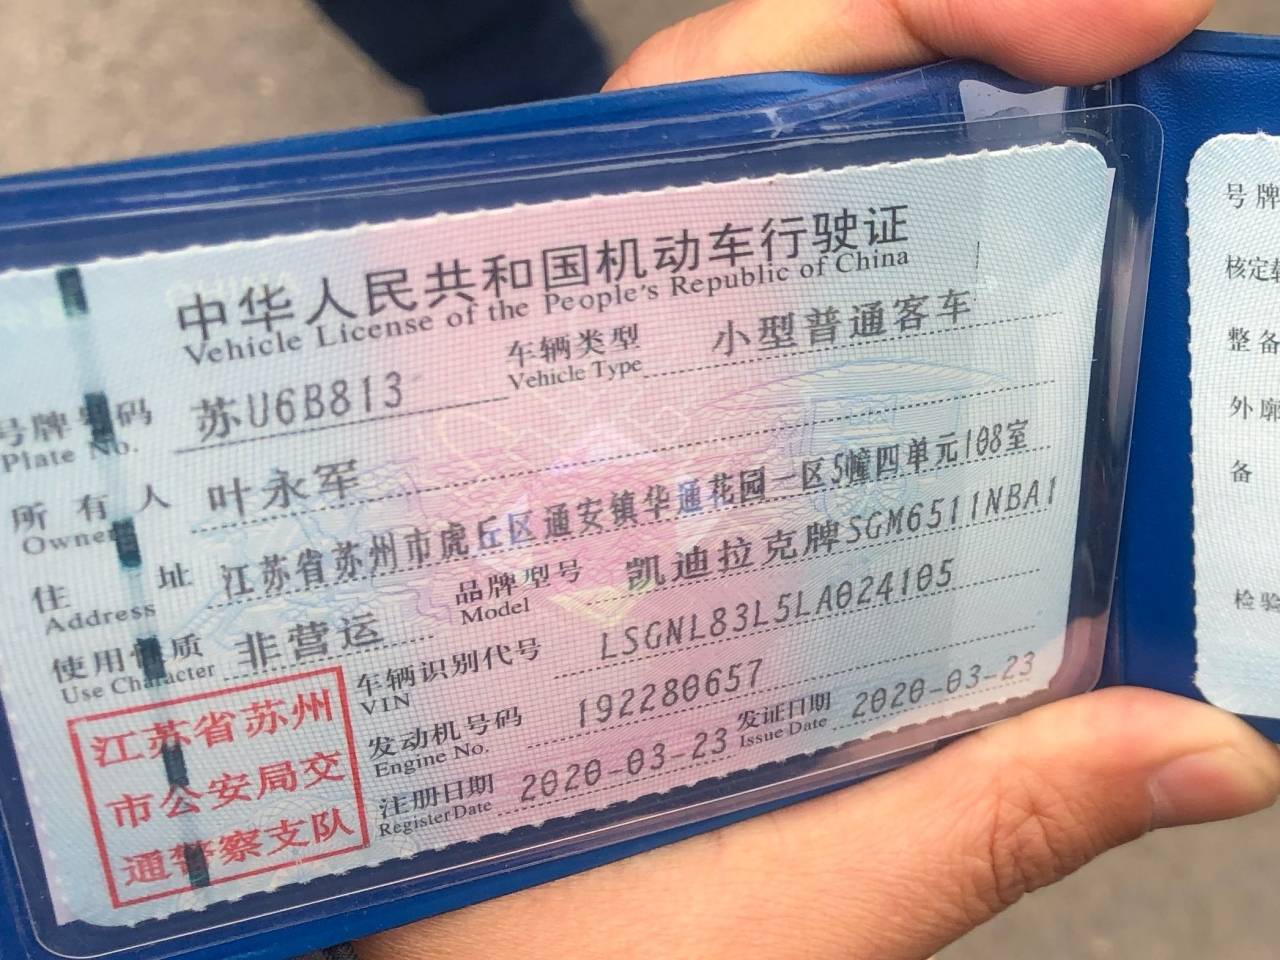 中华人民共和国机动车行驶证
Vehicle License of the People's Republic of China
号牌号码 苏U6B813 车辆类型 小型普通客车
Plate No. Vehicle Type
所有人 叶永军
Owner
住址 江苏省苏州市虎丘区通安镇华通花园一区5幢四单元108室
Address
使用性质 非营运 品牌型号 凯迪拉克牌SGM6511NBA1
Use Character Model
车辆识别代号 LSGNL83L5LA024105
VIN
发动机号码 192280657
Engine No.
注册日期 2020-03-23 发证日期 2020-03-23
Register Date Issue Date
江苏省苏州
市公安局交
通警察支队
号牌
核定载
整备
外廓
备
检验